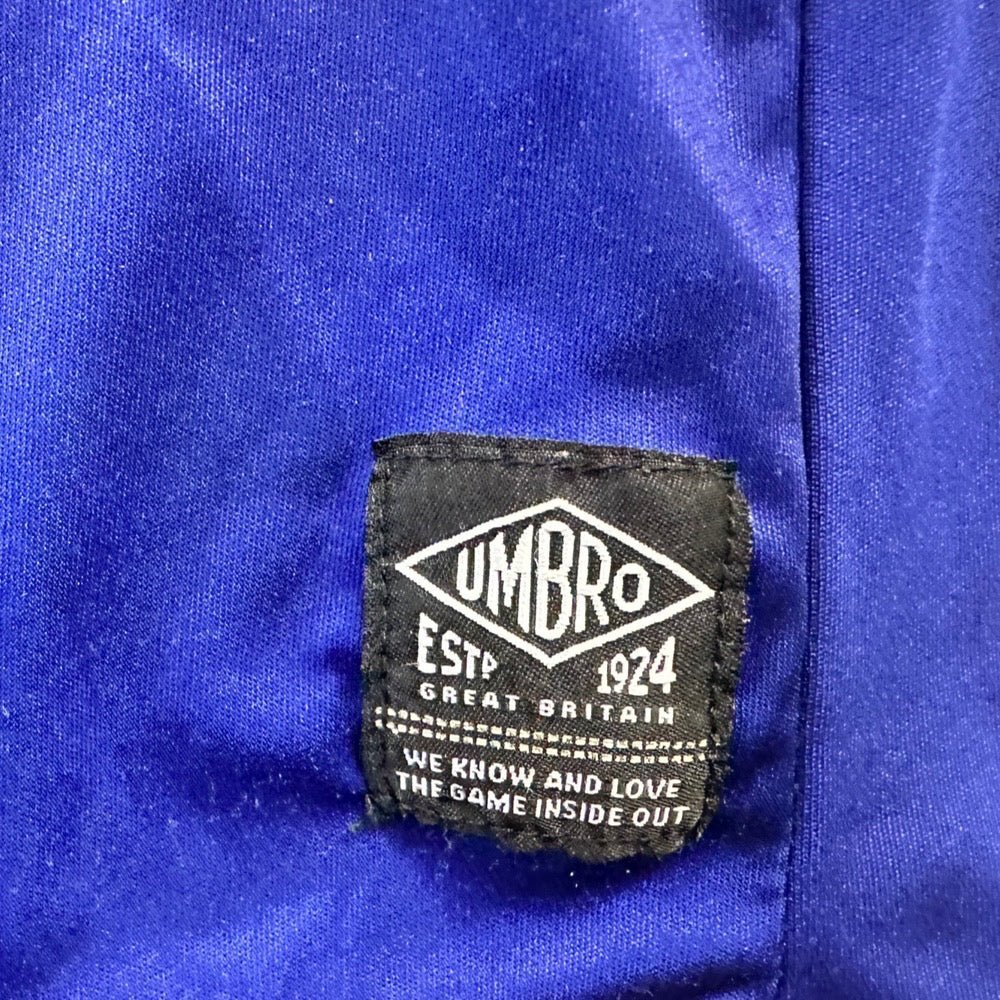 UMBRO
ESTD 1924
GREAT BRITAIN
WE KNOW AND LOVE
THE GAME INSIDE OUT